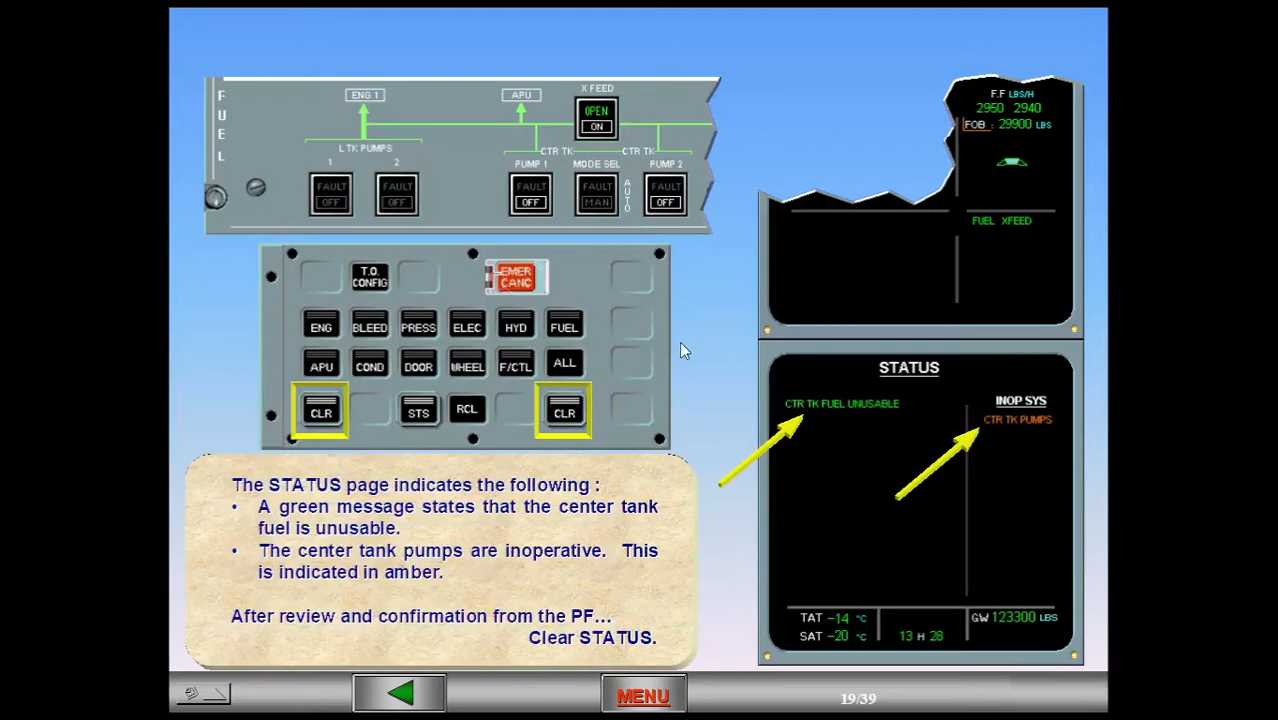 FUEL
ENG 1
APU
X FEED
OPEN
ON
L TK PUMPS
1
2
CTR TK
CTR TK
PUMP 1
MODE SEL
PUMP 2
FAULT
OFF
FAULT
OFF
FAULT
OFF
FAULT
MAN
AUTO
FAULT
OFF
F.F LBS/H
2950 2940
FOB : 29900 LBS
FUEL XFEED
T.O. CONFIG
EMER CANC
ENG BLEED PRESS ELEC HYD FUEL
APU COND DOOR WHEEL F/CTL ALL
CLR STS RCL CLR
STATUS
CTR TK FUEL UNUSABLE
INOP SYS
CTR TK PUMPS
TAT -14 °C
SAT -20 °C
13 H 28
GW 123300 LBS
The STATUS page indicates the following :
• A green message states that the center tank
fuel is unusable.
• The center tank pumps are inoperative. This
is indicated in amber.
After review and confirmation from the PF…
Clear STATUS.
MENU
19/39